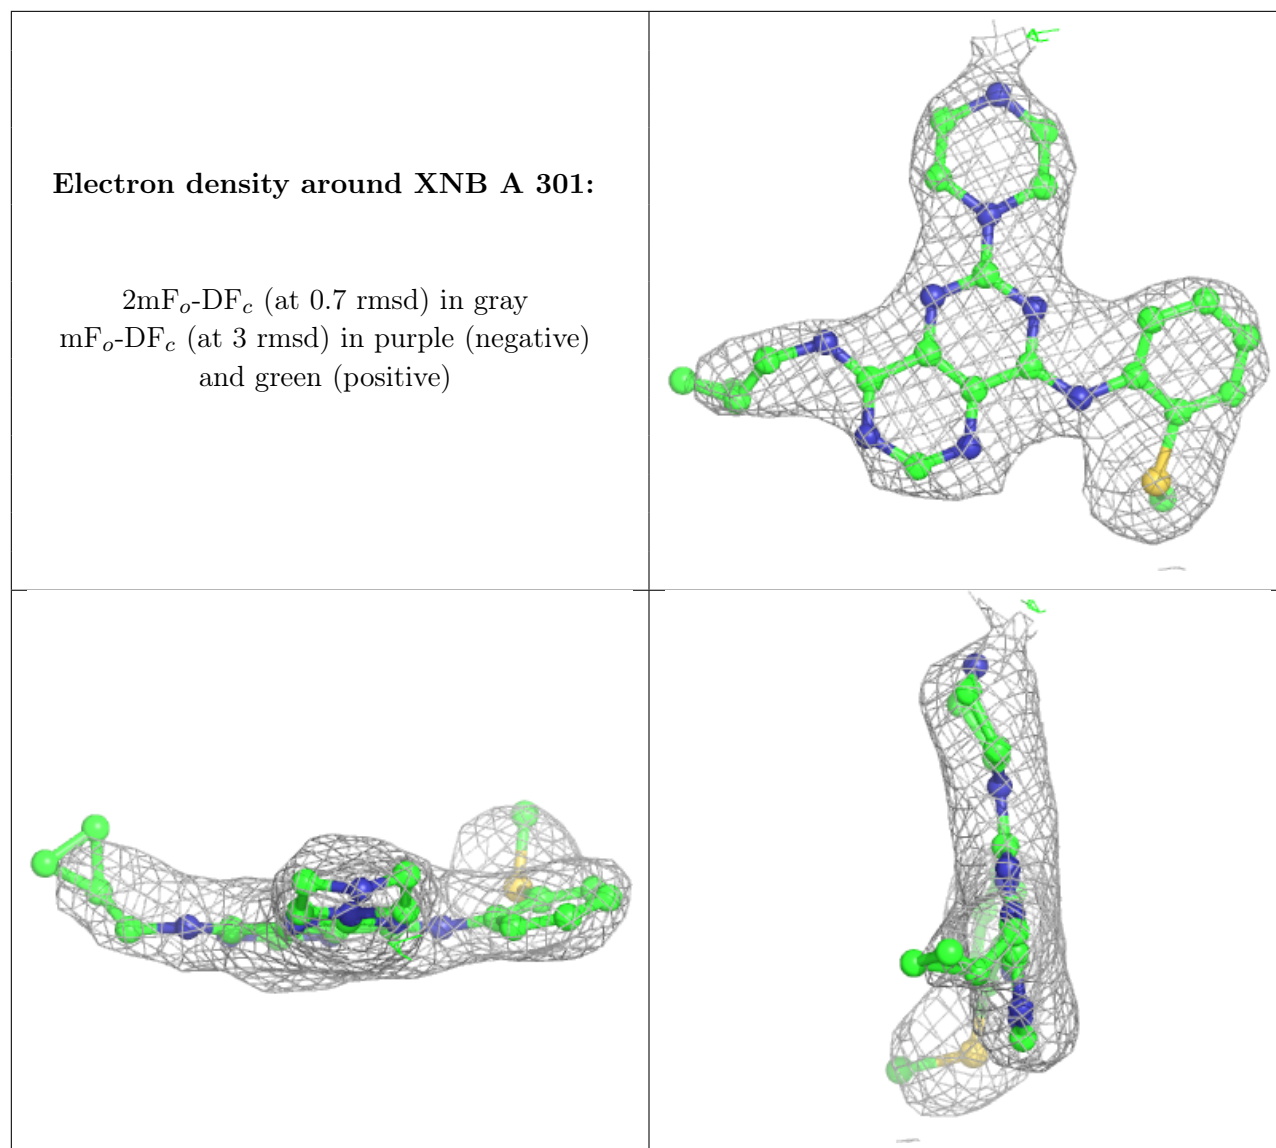 Electron density around XNB A 301:
2mFo-DFc (at 0.7 rmsd) in gray
mFo-DFc (at 3 rmsd) in purple (negative)
and green (positive)